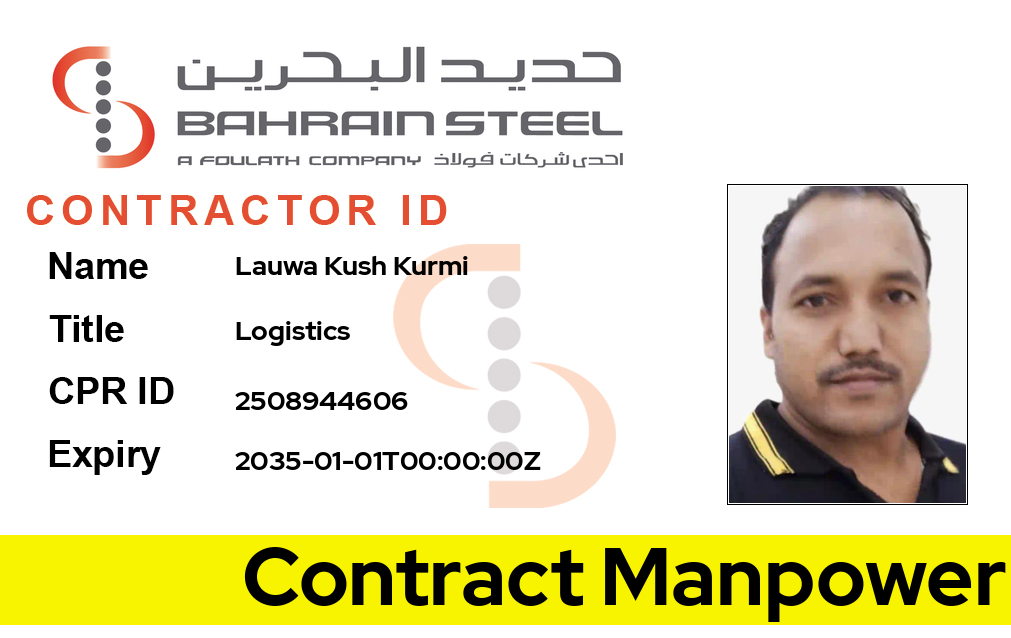 حديد البحرين
BAHRAIN STEEL
A FOULATH COMPANY احدى شركات فولاذ
CONTRACTOR ID
Name Lauwa Kush Kurmi
Title Logistics
CPR ID 2508944606
Expiry 2035-01-01T00:00:00Z
Contract Manpower